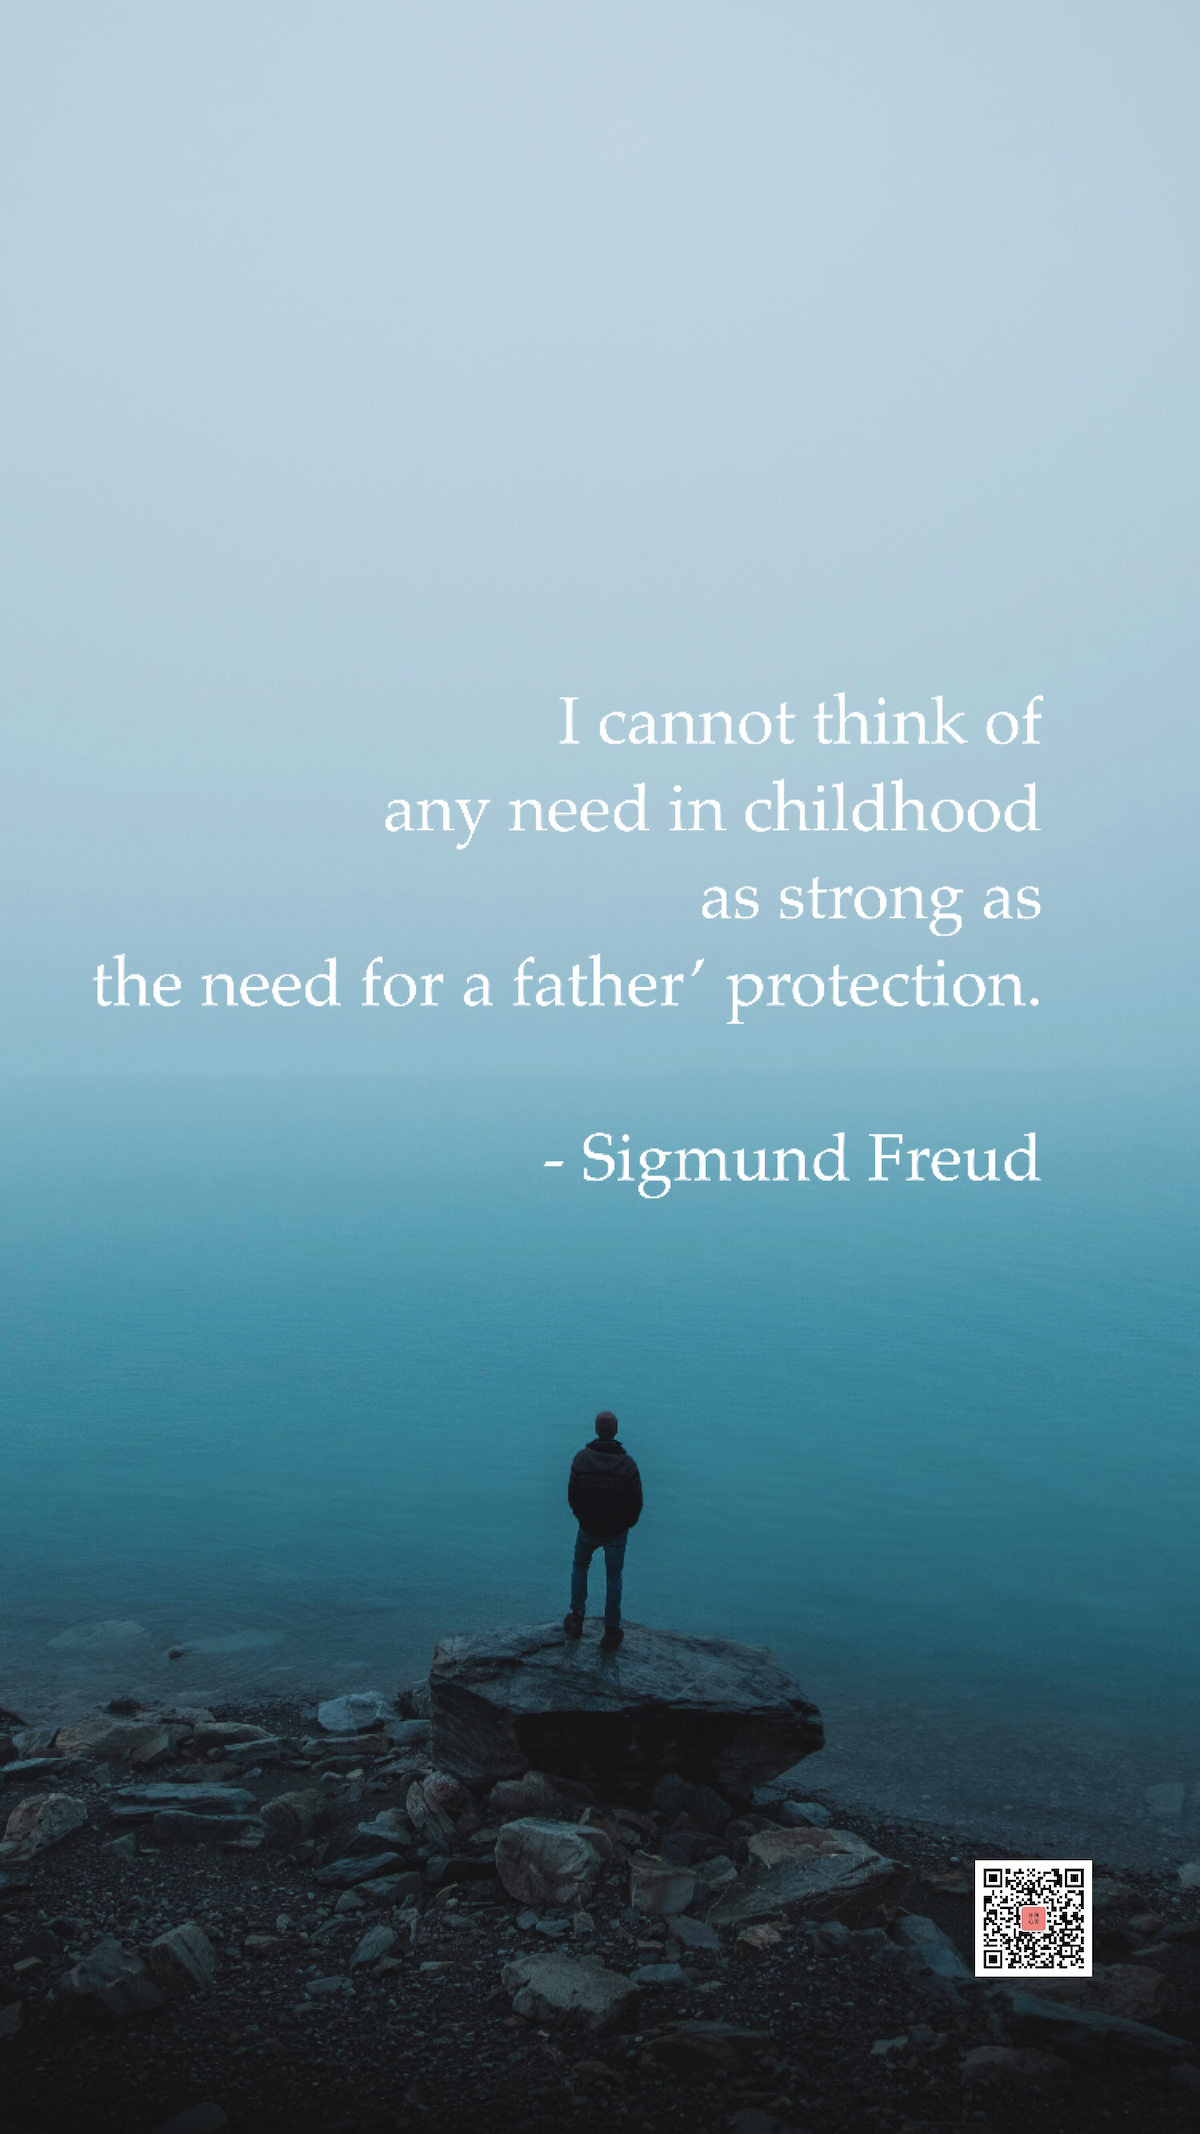 I cannot think of
any need in childhood
as strong as
the need for a father’ protection.
- Sigmund Freud